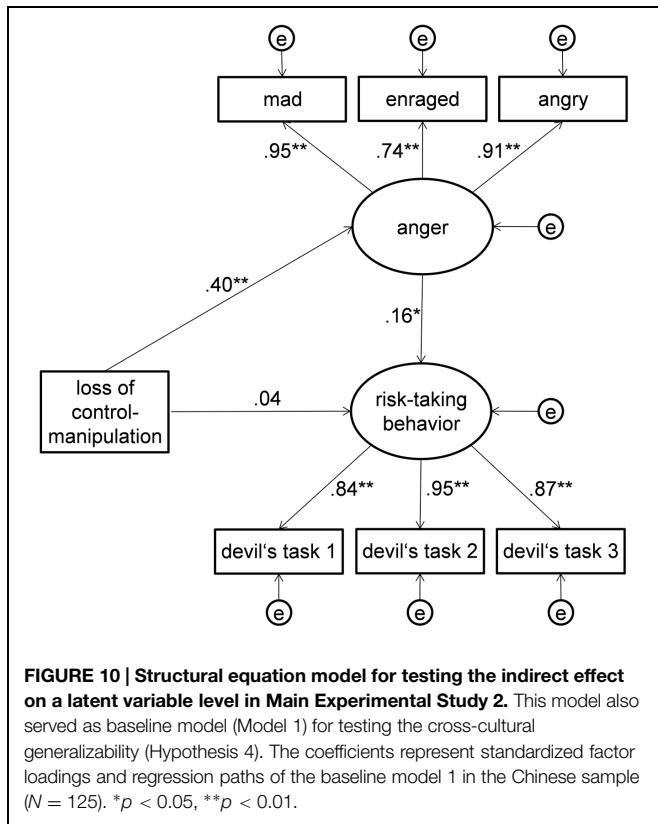 e e e
mad enraged angry
.95** .74** .91**
anger e
.40**
.16*
loss of
control-
manipulation
.04
risk-taking
behavior
e
.84** .95** .87**
devil‘s task 1 devil‘s task 2 devil‘s task 3
e e e
FIGURE 10 | Structural equation model for testing the indirect effect
on a latent variable level in Main Experimental Study 2. This model also
served as baseline model (Model 1) for testing the cross-cultural
generalizability (Hypothesis 4). The coefficients represent standardized factor
loadings and regression paths of the baseline model 1 in the Chinese sample
(N = 125). *p < 0.05, **p < 0.01.